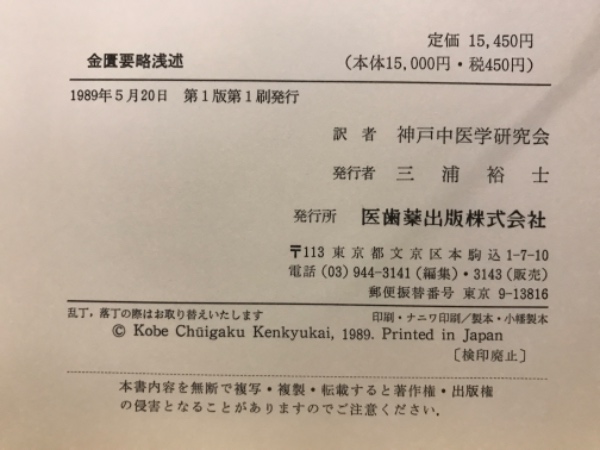 金匱要略浅述
定価 15,450円
（本体15,000円・税450円）
1989年5月20日 第1版第1刷発行
訳者 神戸中医学研究会
発行者 三浦裕士
発行所 医歯薬出版株式会社
〒113 東京都文京区本駒込1-7-10
電話 (03) 944-3141 (編集)・3143 (販売)
郵便振替番号 東京 9-13816
乱丁，落丁の際はお取り替えいたします
印刷・ナニワ印刷／製本・小幡製本
© Kobe Chūigaku Kenkyukai, 1989. Printed in Japan
〔検印廃止〕
本書内容を無断で複写・複製・転載すると著作権・出版権
の侵害となることがありますのでご注意ください．